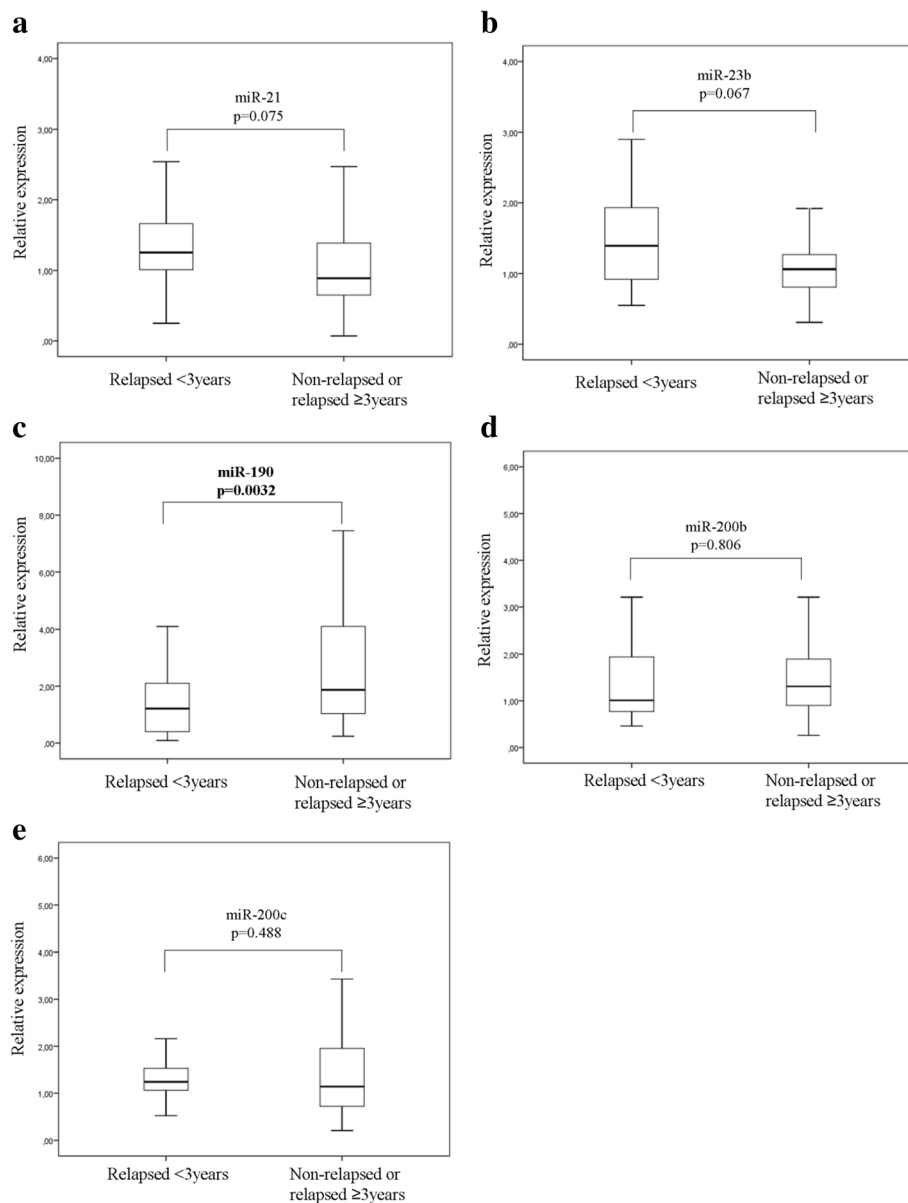 a
miR-21
p=0.075
Relative expression
4,00
3,00
2,00
1,00
,00
Relapsed <3years
Non-relapsed or
relapsed ≥3years
b
miR-23b
p=0.067
Relative expression
4,00
3,00
2,00
1,00
,00
Relapsed <3years
Non-relapsed or
relapsed ≥3years
c
miR-190
p=0.0032
Relative expression
10,00
8,00
6,00
4,00
2,00
,00
Relapsed <3years
Non-relapsed or
relapsed ≥3years
d
miR-200b
p=0.806
Relative expression
6,00
5,00
4,00
3,00
2,00
1,00
,00
Relapsed <3years
Non-relapsed or
relapsed ≥3years
e
miR-200c
p=0.488
Relative expression
6,00
5,00
4,00
3,00
2,00
1,00
,00
Relapsed <3years
Non-relapsed or
relapsed ≥3years